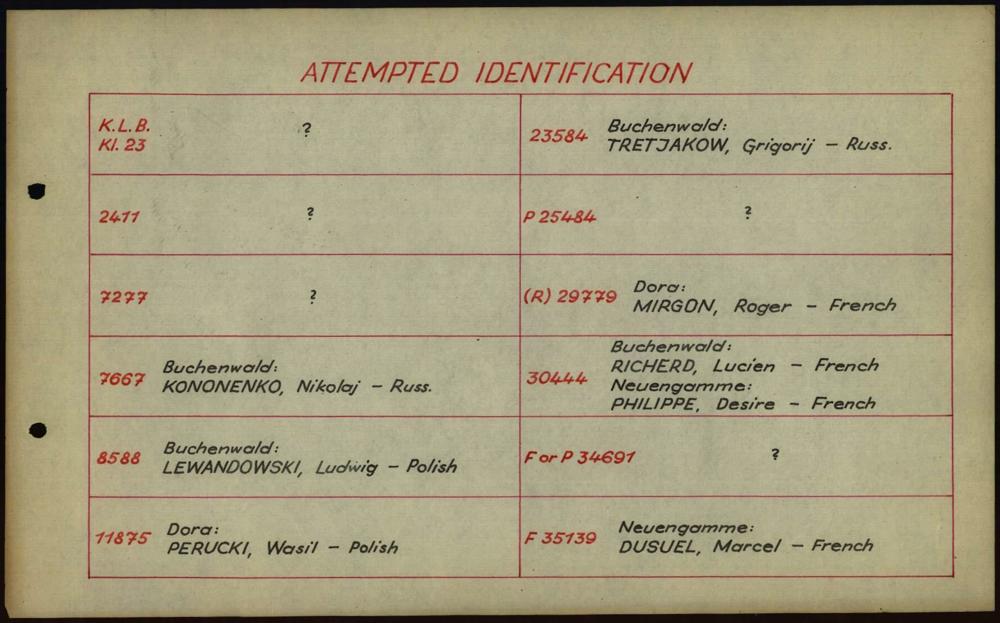 ATTEMPTED IDENTIFICATION
K.L.B.
Kl. 23
?
2411
?
7277
?
7667
Buchenwald:
KONONENKO, Nikolaj – Russ.
8588
Buchenwald:
LEWANDOWSKI, Ludwig – Polish
11875
Dora:
PERUCKI, Wasil – Polish
23584
Buchenwald:
TRETJAKOW, Grigorij – Russ.
P 25484
?
(R) 29779
Dora:
MIRGON, Roger – French
30444
Buchenwald:
RICHERD, Lucien – French
Neuengamme:
PHILIPPE, Desire – French
F or P 34691
?
F 35139
Neuengamme:
DUSUEL, Marcel – French